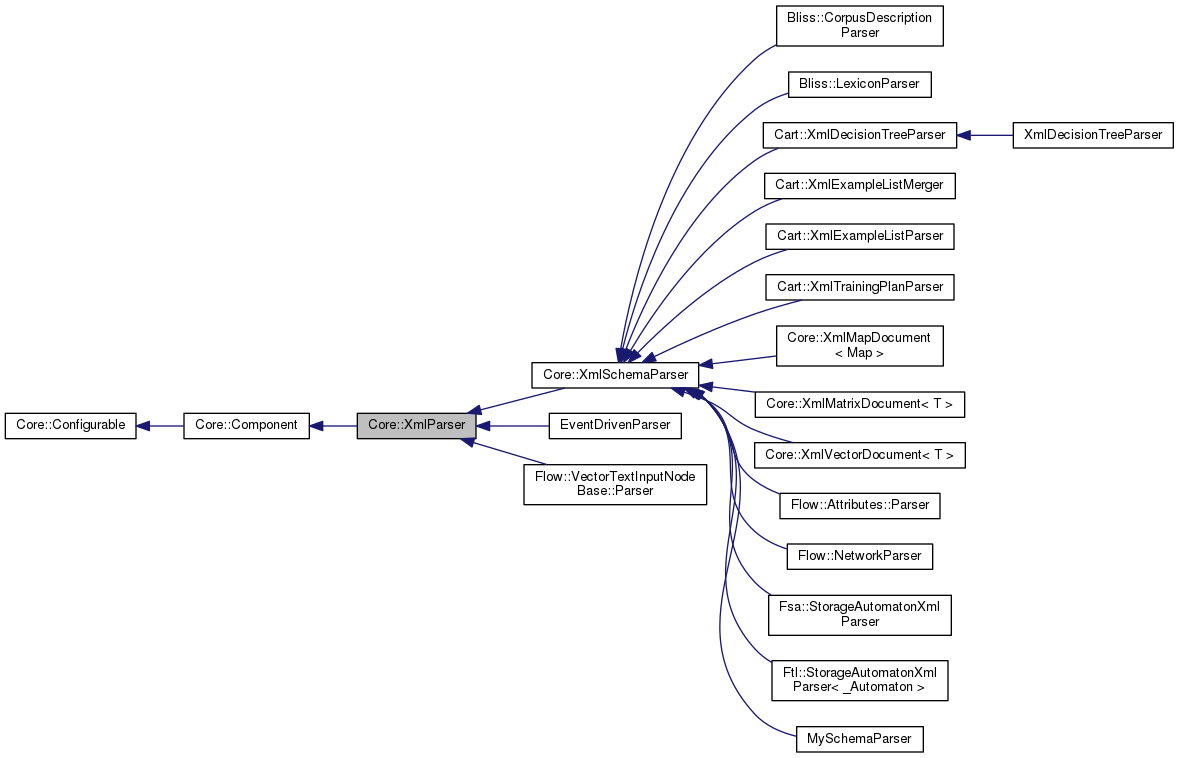 Core::Configurable
Core::Component
Core::XmlParser
Core::XmlSchemaParser
EventDrivenParser
Flow::VectorTextInputNode
Base::Parser
Bliss::CorpusDescription
Parser
Bliss::LexiconParser
Cart::XmlDecisionTreeParser
XmlDecisionTreeParser
Cart::XmlExampleListMerger
Cart::XmlExampleListParser
Cart::XmlTrainingPlanParser
Core::XmlMapDocument
< Map >
Core::XmlMatrixDocument< T >
Core::XmlVectorDocument< T >
Flow::Attributes::Parser
Flow::NetworkParser
Fsa::StorageAutomatonXml
Parser
Ftl::StorageAutomatonXml
Parser< _Automaton >
MySchemaParser